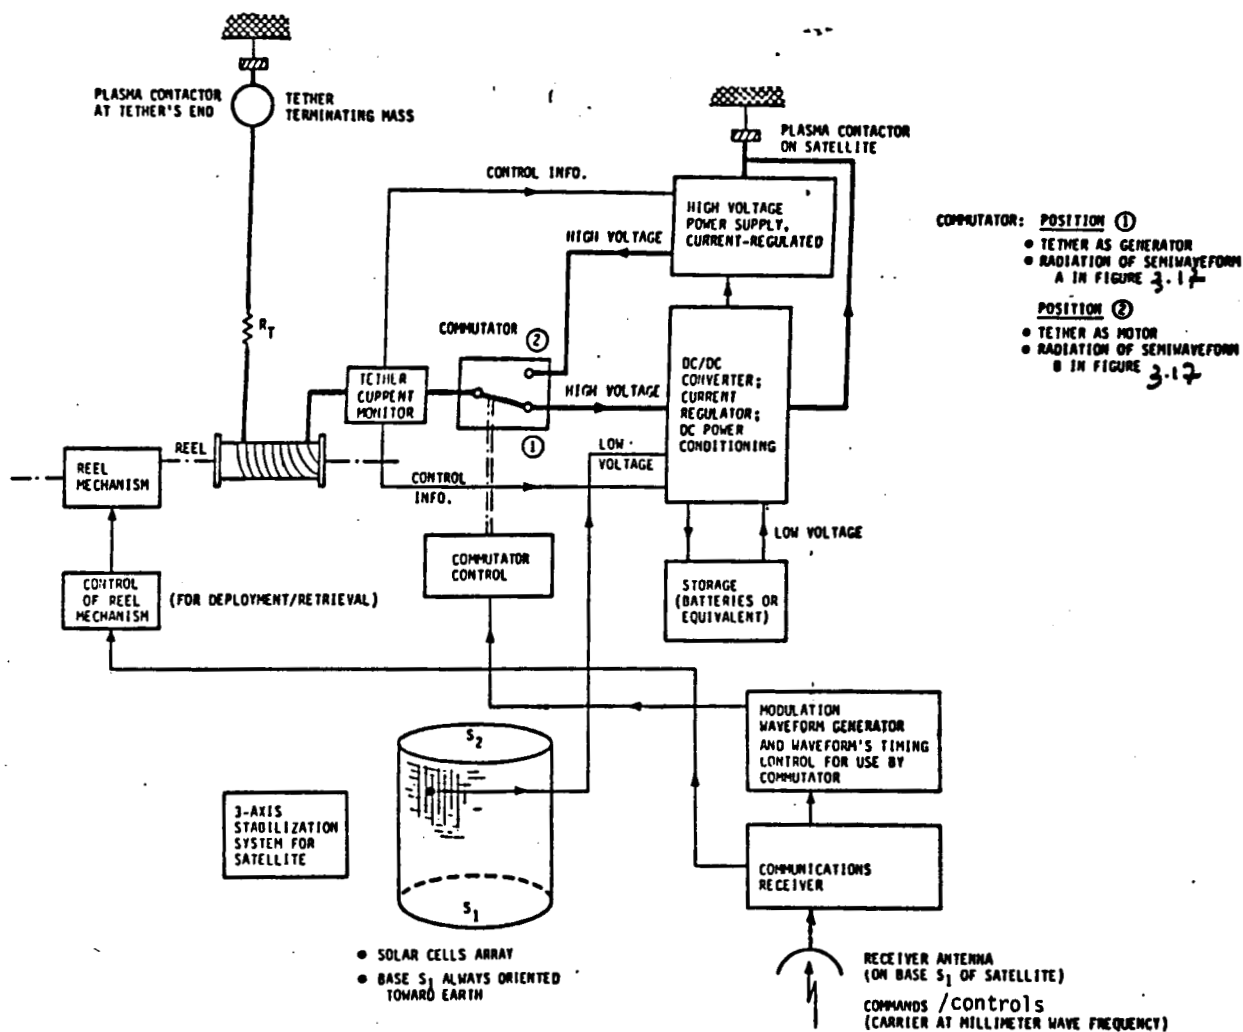 PLASMA CONTACTOR
AT TETHER'S END
TETHER
TERMINATING MASS
PLASMA CONTACTOR
ON SATELLITE
CONTROL INFO.
HIGH VOLTAGE
POWER SUPPLY,
CURRENT-REGULATED
HIGH VOLTAGE
COMMUTATOR: POSITION ①
● TETHER AS GENERATOR
● RADIATION OF SEMIWAVEFORM
A IN FIGURE 3.17
POSITION ②
● TETHER AS MOTOR
● RADIATION OF SEMIWAVEFORM
B IN FIGURE 3.17
R_T
COMMUTATOR
②
TETHER
CURRENT
MONITOR
HIGH VOLTAGE
DC/DC
CONVERTER;
CURRENT
REGULATOR;
DC POWER
CONDITIONING
①
REEL
LOW
VOLTAGE
REEL
MECHANISM
CONTROL
INFO.
LOW VOLTAGE
COMMUTATOR
CONTROL
CONTROL
OF REEL
MECHANISM
(FOR DEPLOYMENT/RETRIEVAL)
STORAGE
(BATTERIES OR
EQUIVALENT)
MODULATION
WAVEFORM GENERATOR
AND WAVEFORM'S TIMING
CONTROL FOR USE BY
COMMUTATOR
S2
3-AXIS
STABILIZATION
SYSTEM FOR
SATELLITE
COMMUNICATIONS
RECEIVER
S1
● SOLAR CELLS ARRAY
● BASE S1 ALWAYS ORIENTED
TOWARD EARTH
RECEIVER ANTENNA
(ON BASE S1 OF SATELLITE)
COMMANDS /controls
(CARRIER AT MILLIMETER WAVE FREQUENCY)